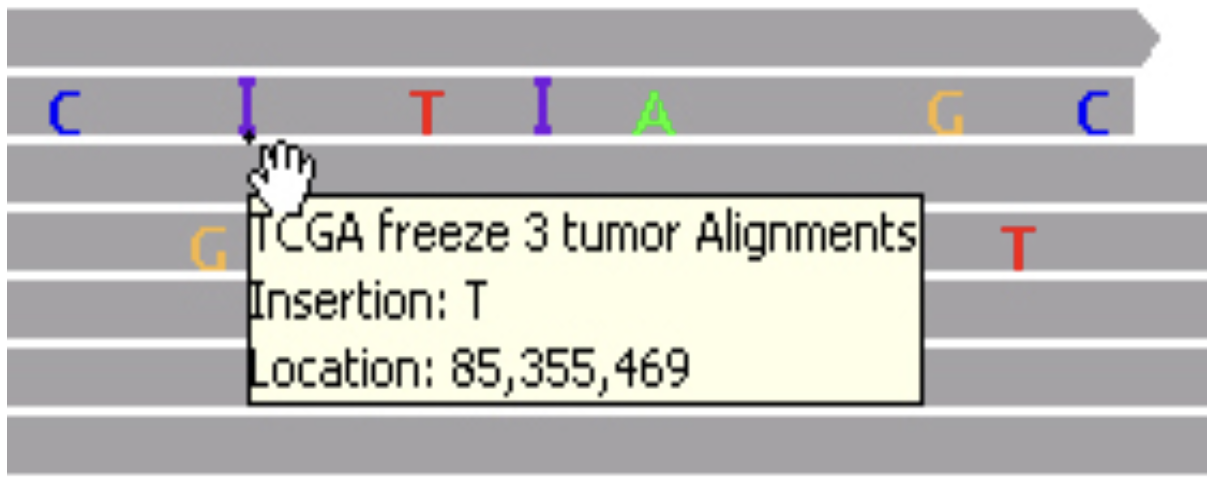 C I T I A G C
G T
TCGA freeze 3 tumor Alignments
Insertion: T
Location: 85,355,469